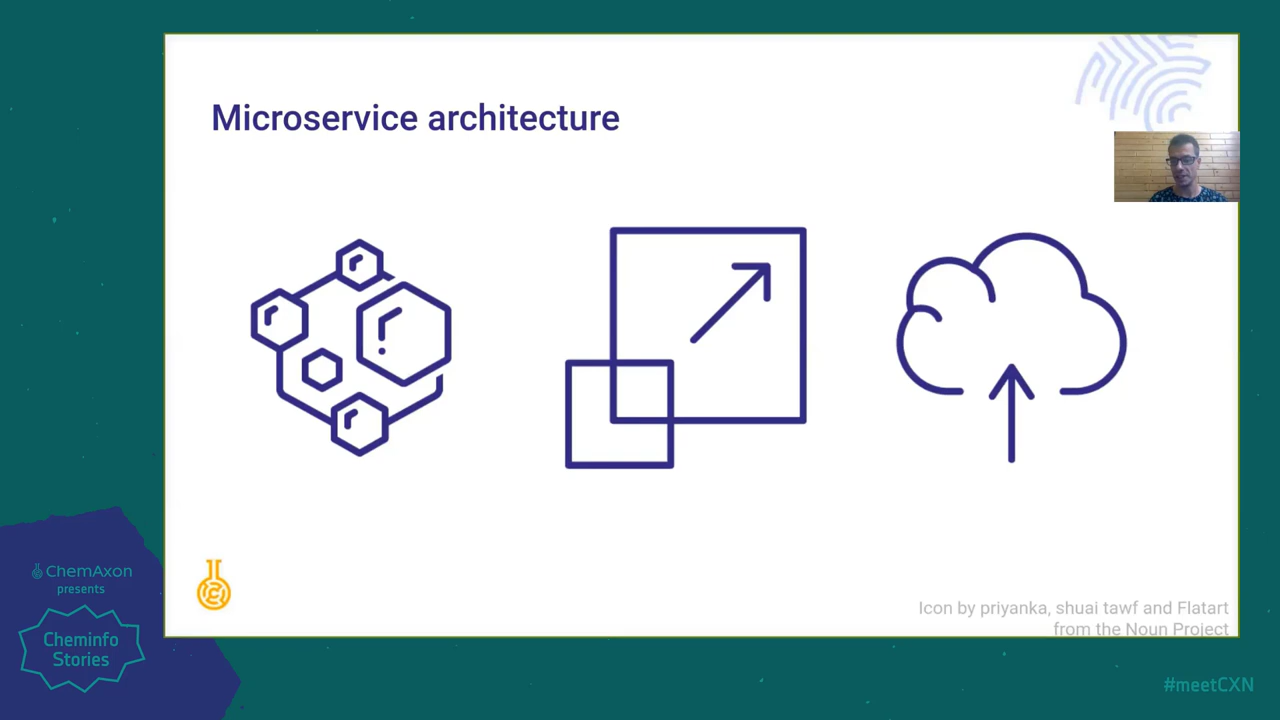 Microservice architecture
Icon by priyanka, shuai tawf and Flatart
from the Noun Project
ChemAxon
presents
Cheminfo
Stories
#meetCXN